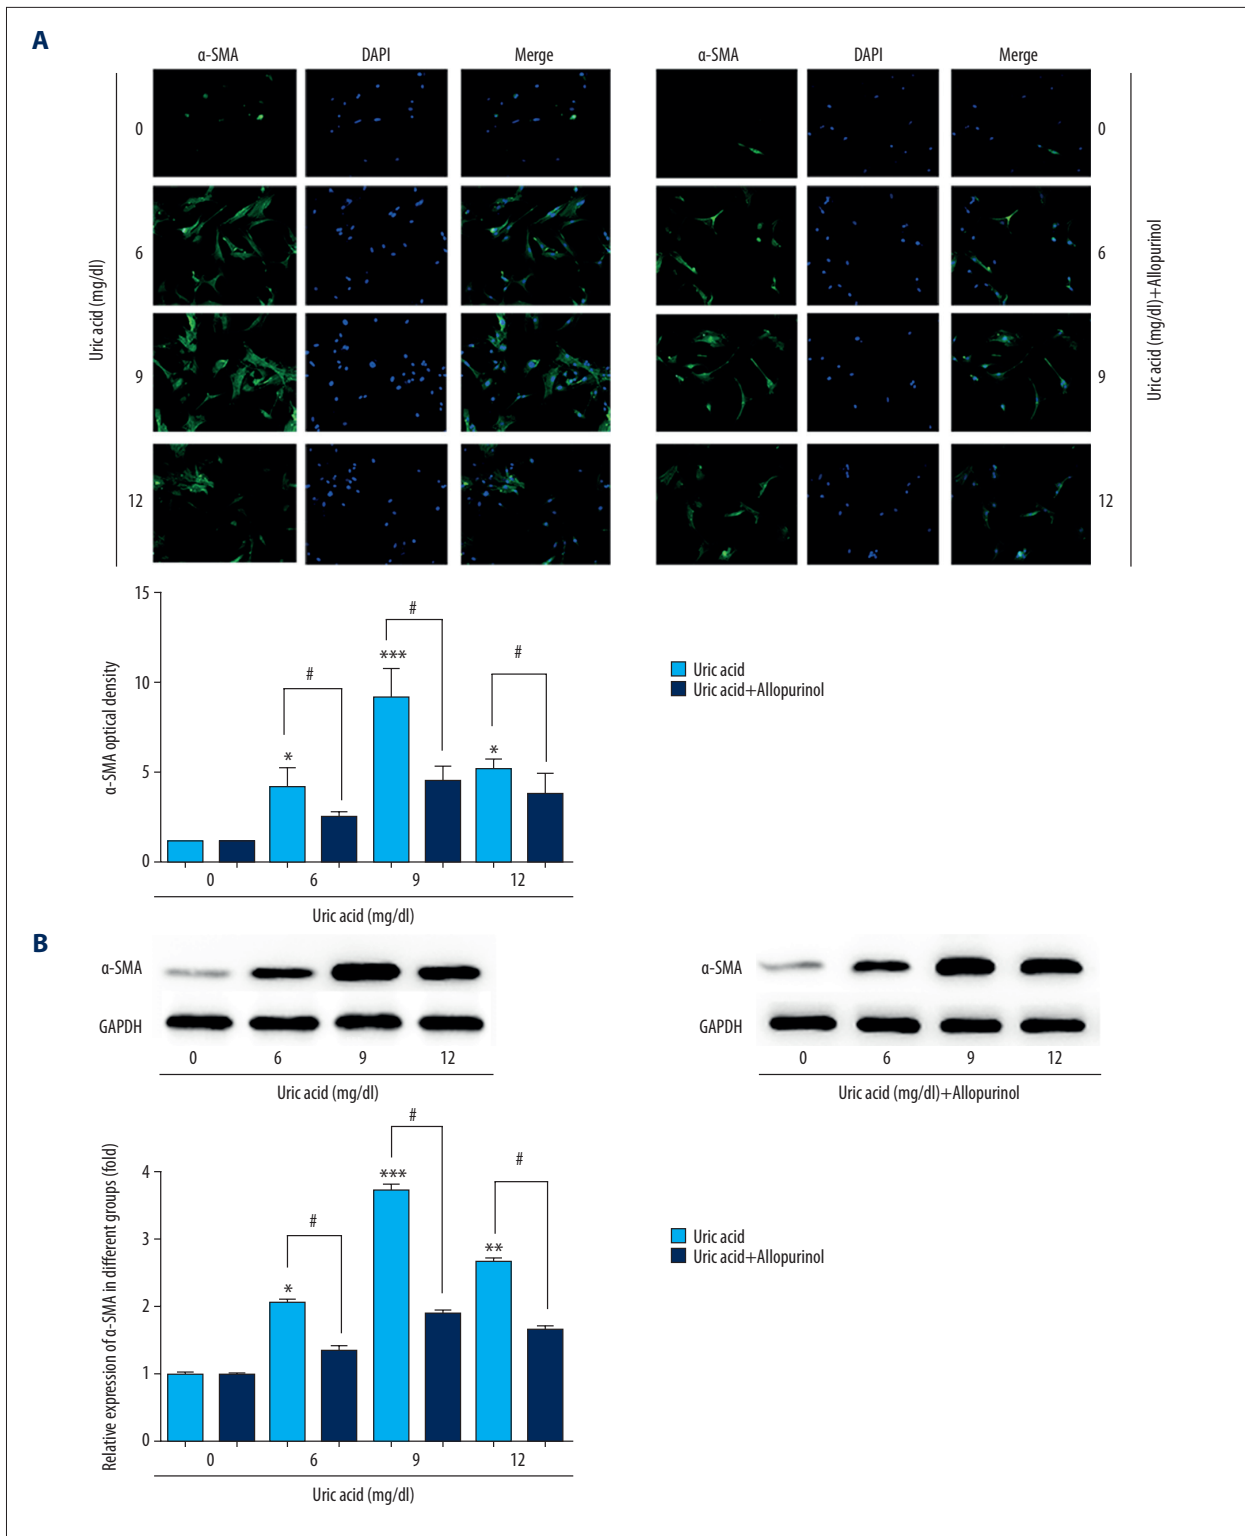 A
α-SMA DAPI Merge α-SMA DAPI Merge
0 0
6 6
9 9
12 12
Uric acid (mg/dl)
Uric acid (mg/dl)+Allopurinol
15
10
5
0
α-SMA optical density
* # *** # * #
0 6 9 12
Uric acid (mg/dl)
Uric acid
Uric acid+Allopurinol
B
α-SMA
GAPDH
0 6 9 12
Uric acid (mg/dl)
α-SMA
GAPDH
0 6 9 12
Uric acid (mg/dl)+Allopurinol
4
3
2
1
0
Relative expression of α-SMA in different groups (fold)
* # *** # ** #
0 6 9 12
Uric acid (mg/dl)
Uric acid
Uric acid+Allopurinol